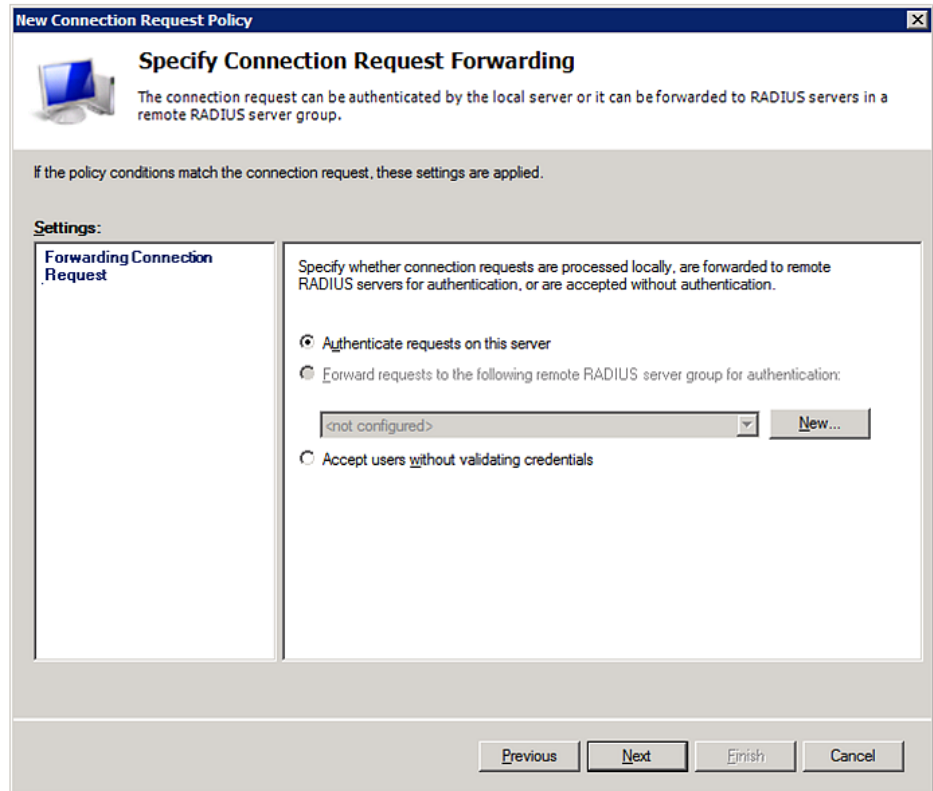 New Connection Request Policy
Specify Connection Request Forwarding
The connection request can be authenticated by the local server or it can be forwarded to RADIUS servers in a
remote RADIUS server group.
If the policy conditions match the connection request, these settings are applied.
Settings:
Forwarding Connection
Request
Specify whether connection requests are processed locally, are forwarded to remote
RADIUS servers for authentication, or are accepted without authentication.
Authenticate requests on this server
Forward requests to the following remote RADIUS server group for authentication:
<not configured>
New...
Accept users without validating credentials
Previous
Next
Finish
Cancel